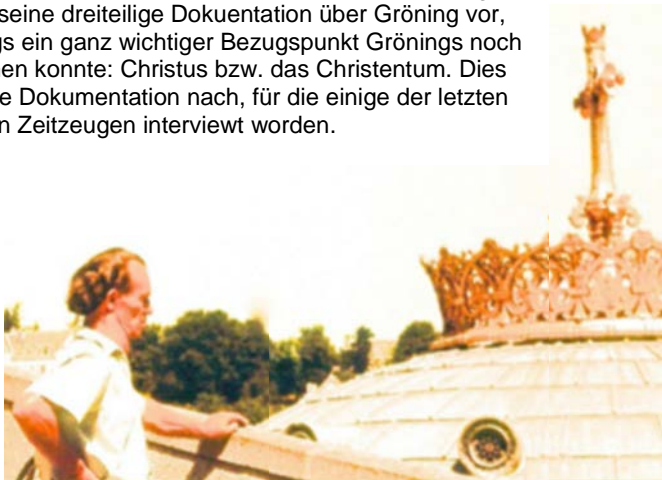 seine dreiteilige Dokuentation über Gröning vor,
gs ein ganz wichtiger Bezugspunkt Grönings noch
en konnte: Christus bzw. das Christentum. Dies
e Dokumentation nach, für die einige der letzten
n Zeitzeugen interviewt worden.